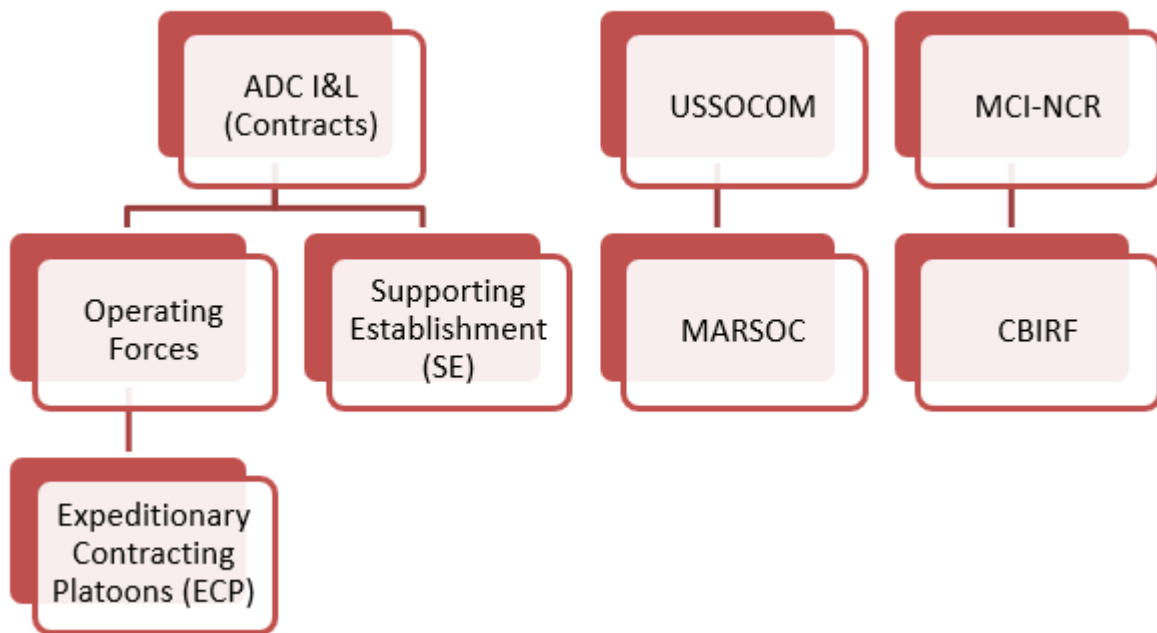 ADC I&L
(Contracts)
USSOCOM
MCI-NCR
Operating
Forces
Supporting
Establishment
(SE)
MARSOC
CBIRF
Expeditionary
Contracting
Platoons (ECP)